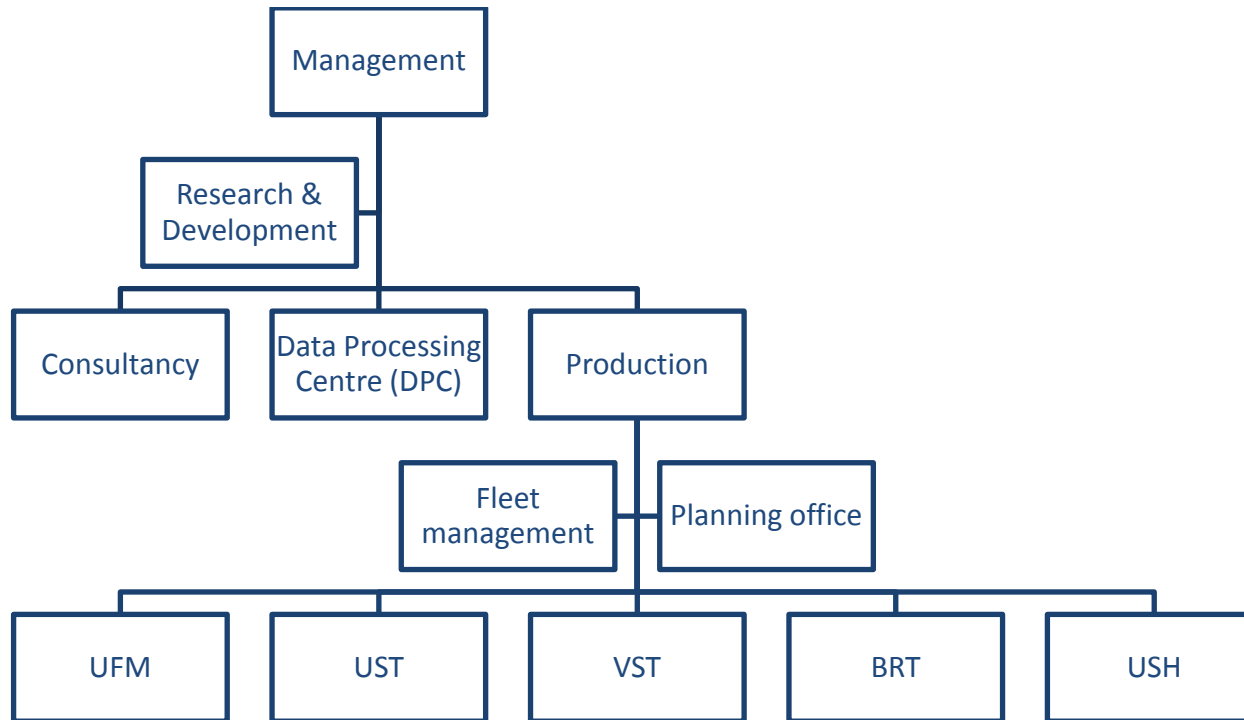 Management
Research &
Development
Consultancy
Data Processing
Centre (DPC)
Production
Fleet
management
Planning office
UFM
UST
VST
BRT
USH